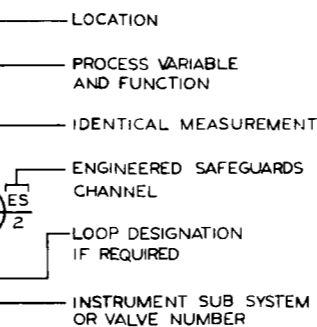 LOCATION
PROCESS VARIABLE
AND FUNCTION
IDENTICAL MEASUREMENT
ENGINEERED SAFEGUARDS
CHANNEL
ES
2
LOOP DESIGNATION
IF REQUIRED
INSTRUMENT SUB SYSTEM
OR VALVE NUMBER